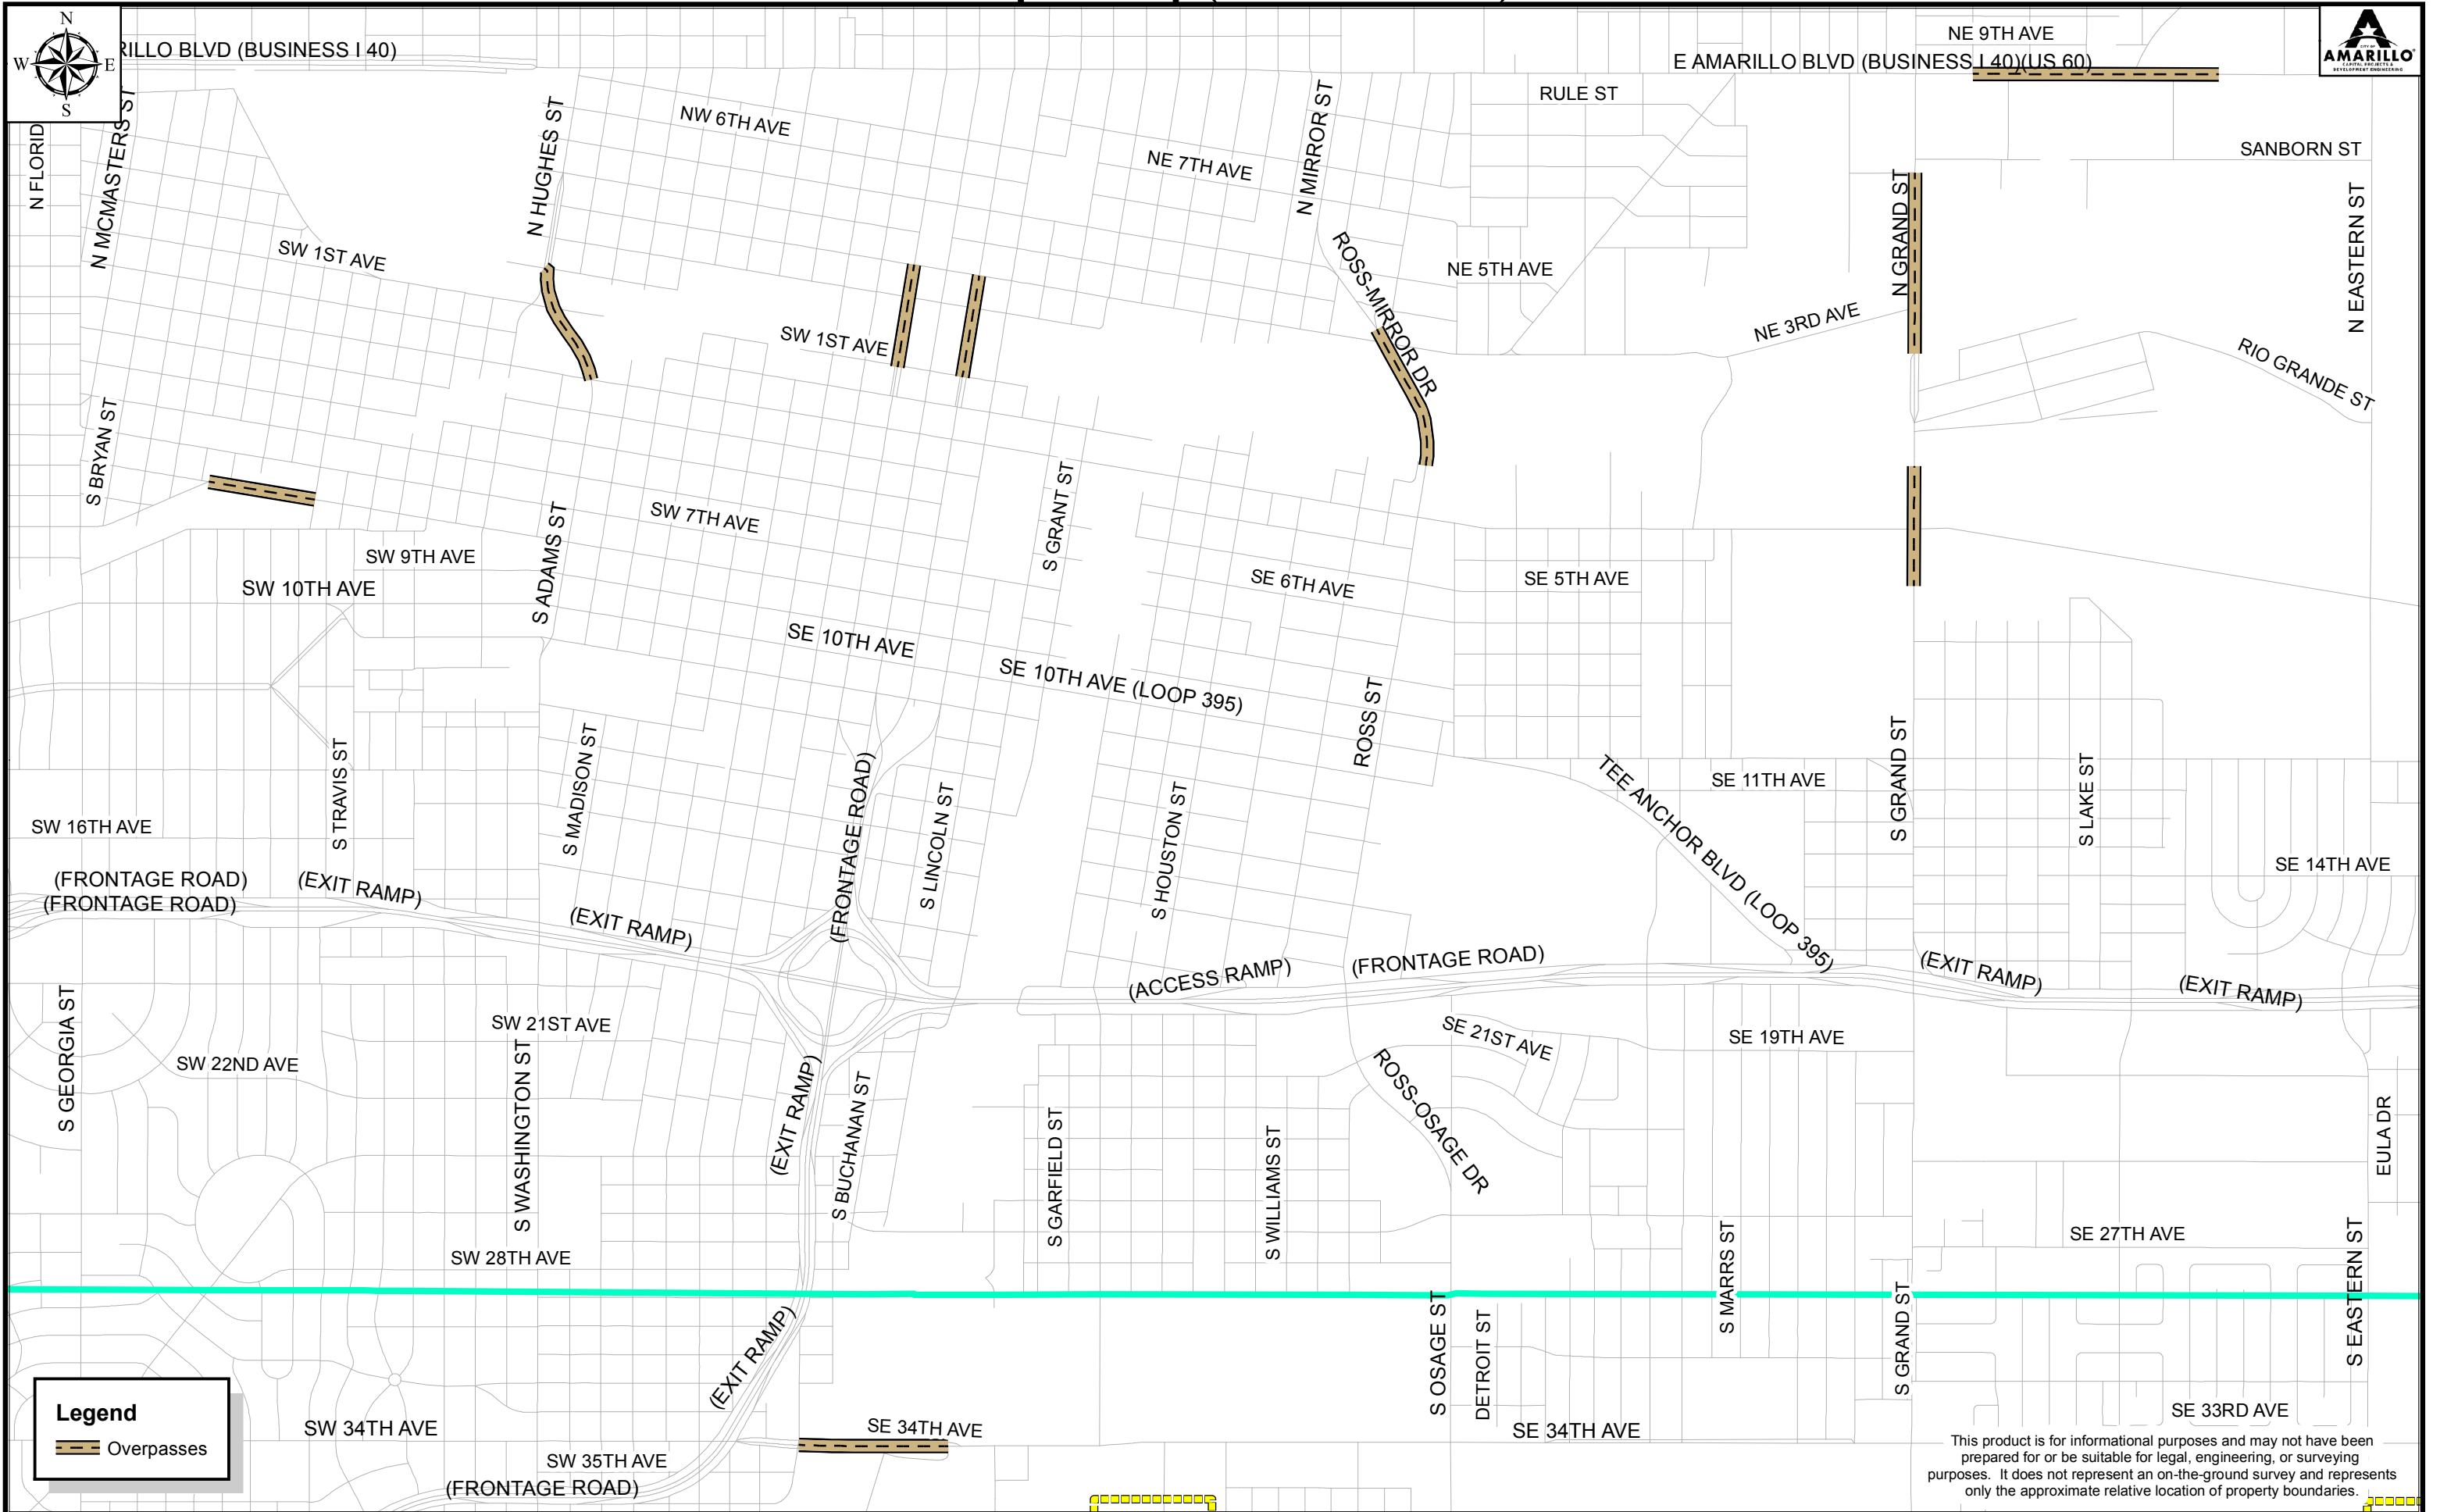 N
W
E
S
RILLO BLVD (BUSINESS I 40)
NE 9TH AVE
E AMARILLO BLVD (BUSINESS I 40)(US 60)
CITY OF
AMARILLO
CAPITAL PROJECTS &
DEVELOPMENT ENGINEERING
RULE ST
N FLORID
N MCMASTERS ST
N HUGHES ST
NW 6TH AVE
NE 7TH AVE
N MIRROR ST
SANBORN ST
N GRAND ST
N EASTERN ST
SW 1ST AVE
SW 1ST AVE
ROSS-MIRROR DR
NE 5TH AVE
NE 3RD AVE
RIO GRANDE ST
S BRYAN ST
SW 7TH AVE
S GRANT ST
S ADAMS ST
SW 9TH AVE
SW 10TH AVE
SE 6TH AVE
SE 5TH AVE
SE 10TH AVE
SE 10TH AVE (LOOP 395)
ROSS ST
S MADISON ST
S TRAVIS ST
(FRONTAGE ROAD)
S LINCOLN ST
S HOUSTON ST
TEE ANCHOR BLVD (LOOP 395)
SE 11TH AVE
S GRAND ST
S LAKE ST
SE 14TH AVE
SW 16TH AVE
(FRONTAGE ROAD)
(FRONTAGE ROAD)
(EXIT RAMP)
(EXIT RAMP)
(ACCESS RAMP)
(FRONTAGE ROAD)
(EXIT RAMP)
(EXIT RAMP)
S GEORGIA ST
SW 21ST AVE
SW 22ND AVE
S WASHINGTON ST
(EXIT RAMP)
S BUCHANAN ST
SE 21ST AVE
SE 19TH AVE
ROSS-OSAGE DR
S GARFIELD ST
S WILLIAMS ST
EULA DR
SW 28TH AVE
S MARRS ST
SE 27TH AVE
S EASTERN ST
(EXIT RAMP)
S OSAGE ST
DETROIT ST
S GRAND ST
Legend
Overpasses
SW 34TH AVE
SE 34TH AVE
SE 34TH AVE
SE 33RD AVE
SW 35TH AVE
(FRONTAGE ROAD)
This product is for informational purposes and may not have been
prepared for or be suitable for legal, engineering, or surveying
purposes. It does not represent an on-the-ground survey and represents
only the approximate relative location of property boundaries.